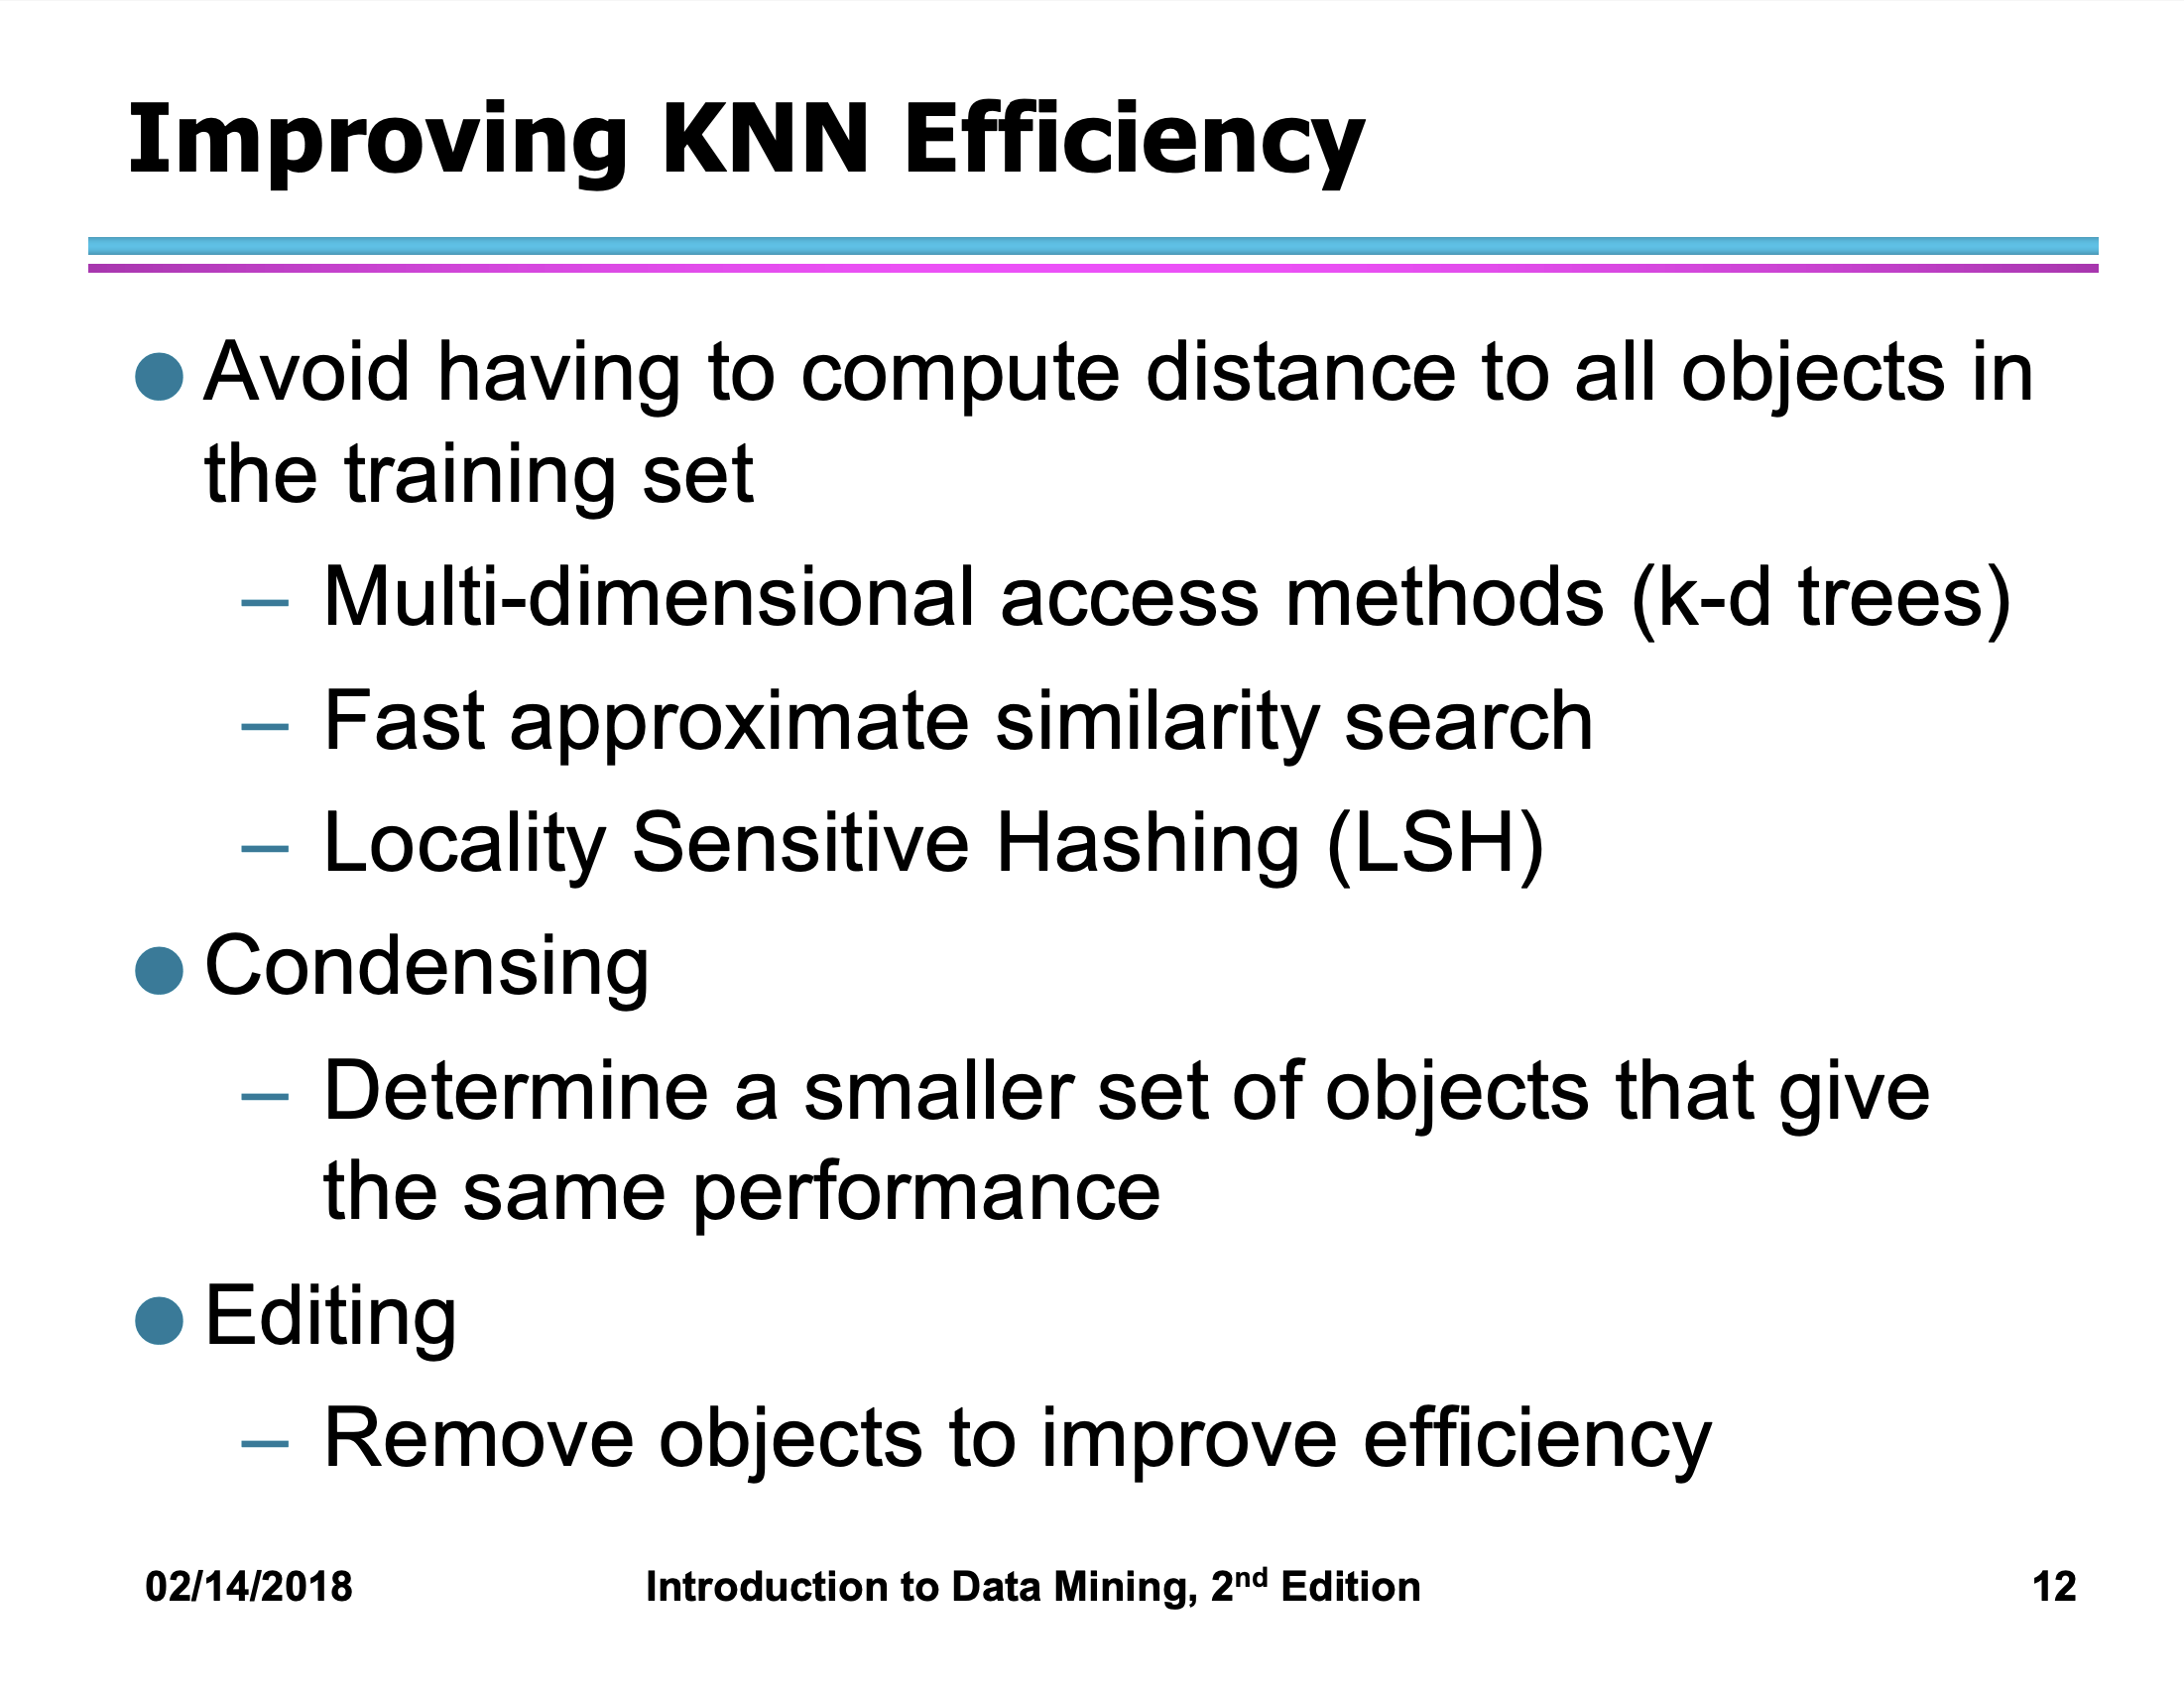 Improving KNN Efficiency
Avoid having to compute distance to all objects in
the training set
– Multi-dimensional access methods (k-d trees)
– Fast approximate similarity search
– Locality Sensitive Hashing (LSH)
Condensing
– Determine a smaller set of objects that give
the same performance
Editing
– Remove objects to improve efficiency
02/14/2018 Introduction to Data Mining, 2nd Edition 12